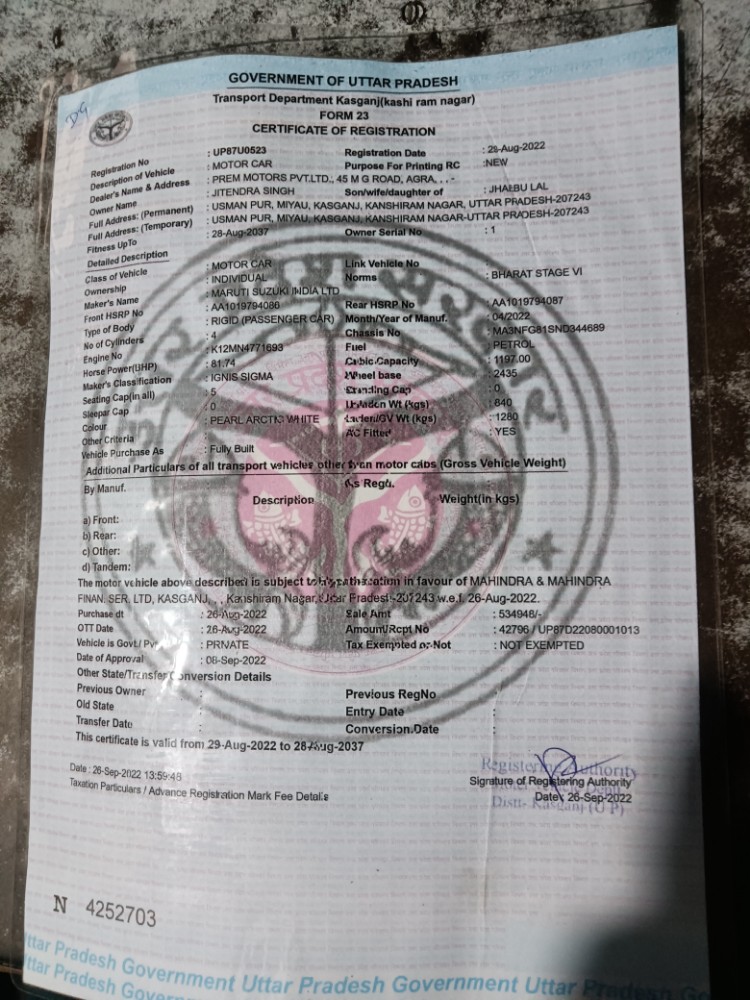 GOVERNMENT OF UTTAR PRADESH
Transport Department Kasganj(kashi ram nagar)
FORM 23
CERTIFICATE OF REGISTRATION
Registration No : UP87U0523 Registration Date : 29-Aug-2022
Description of Vehicle : MOTOR CAR Purpose For Printing RC :NEW
Dealer's Name & Address : PREM MOTORS PVT.LTD., 45 M G ROAD, AGRA, , , -
Owner Name : JITENDRA SINGH Son/wife/daughter of : JHALBU LAL
Full Address: (Permanent) : USMAN PUR, MIYAU, KASGANJ, KANSHIRAM NAGAR, UTTAR PRADESH-207243
Full Address: (Temporary) : USMAN PUR, MIYAU, KASGANJ, KANSHIRAM NAGAR-UTTAR PRADESH-207243
Fitness UpTo : 28-Aug-2037 Owner Serial No : 1
Detailed Description
Class of Vehicle : MOTOR CAR Link Vehicle No
Ownership : INDIVIDUAL Norms : BHARAT STAGE VI
Maker's Name : MARUTI SUZUKI INDIA LTD
Front HSRP No : AA1019794086 Rear HSRP No : AA1019794087
Type of Body : RIGID (PASSENGER CAR) Month/Year of Manuf. : 04/2022
No of Cylinders : 4 Chassis No : MA3NFG81SND344689
Engine No : K12MN4771693 Fuel : PETROL
Horse Power(UHP) : 81.74 Cubic Capacity : 1197.00
Maker's Classification : IGNIS SIGMA Wheel base : 2435
Seating Cap(in all) : 5 Standing Cap : 0
Sleepar Cap : 0 Unladen Wt (kgs) : 840
Colour : PEARL ARCTIC WHITE Laden/GV Wt (kgs) : 1280
Other Criteria AC Fitted : YES
Vehicle Purchase As : Fully Built
Additional Particulars of all transport vehicles other than motor cabs (Gross Vehicle Weight)
By Manuf. As Regn.
Description Weight(in kgs)
a) Front:
b) Rear:
c) Other:
d) Tandem:
The motor vehicle above described is subject to hypothecation in favour of MAHINDRA & MAHINDRA
FINAN. SER. LTD, KASGANJ, , , Kanshiram Nagar, Uttar Pradesh-207243 w.e.f. 26-Aug-2022.
Purchase dt : 26-Aug-2022 Sale Amt : 534946/-
OTT Date : 26-Aug-2022 Amount/Rcpt No : 42796 / UP87D22080001013
Vehicle is Govt./ Pvt : PRIVATE Tax Exempted or Not : NOT EXEMPTED
Date of Approval : 08-Sep-2022
Other State/Transfer Conversion Details
Previous Owner : Previous RegNo
Old State : Entry Date :
Transfer Date : Conversion Date :
This certificate is valid from 29-Aug-2022 to 28-Aug-2037
Date : 26-Sep-2022 13:59:48
Taxation Particulars / Advance Registration Mark Fee Details
Registering Authority
Signature of Registering Authority
Date: 26-Sep-2022
Distt- Kasganj (U P)
N 4252703
Uttar Pradesh Government Uttar Pradesh Government Uttar Pradesh